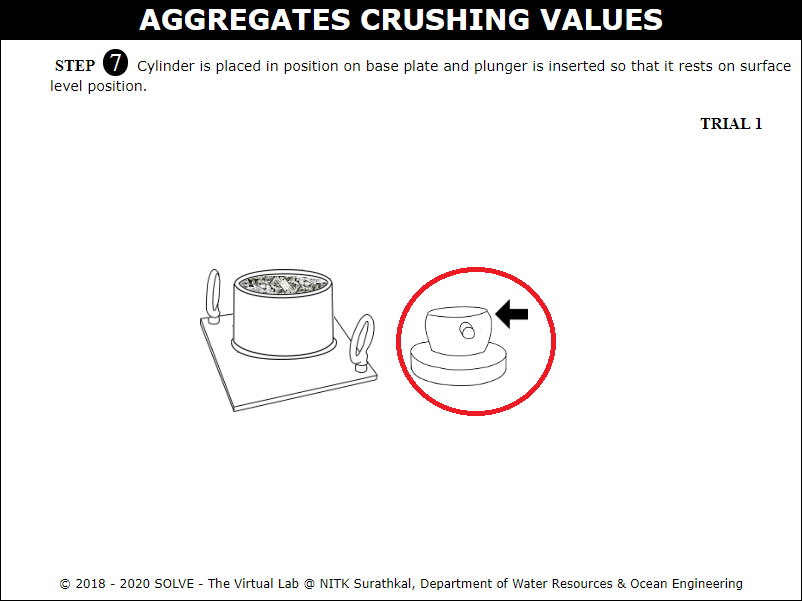 AGGREGATES CRUSHING VALUES
STEP 7 Cylinder is placed in position on base plate and plunger is inserted so that it rests on surface
level position.
TRIAL 1
© 2018 - 2020 SOLVE - The Virtual Lab @ NITK Surathkal, Department of Water Resources & Ocean Engineering